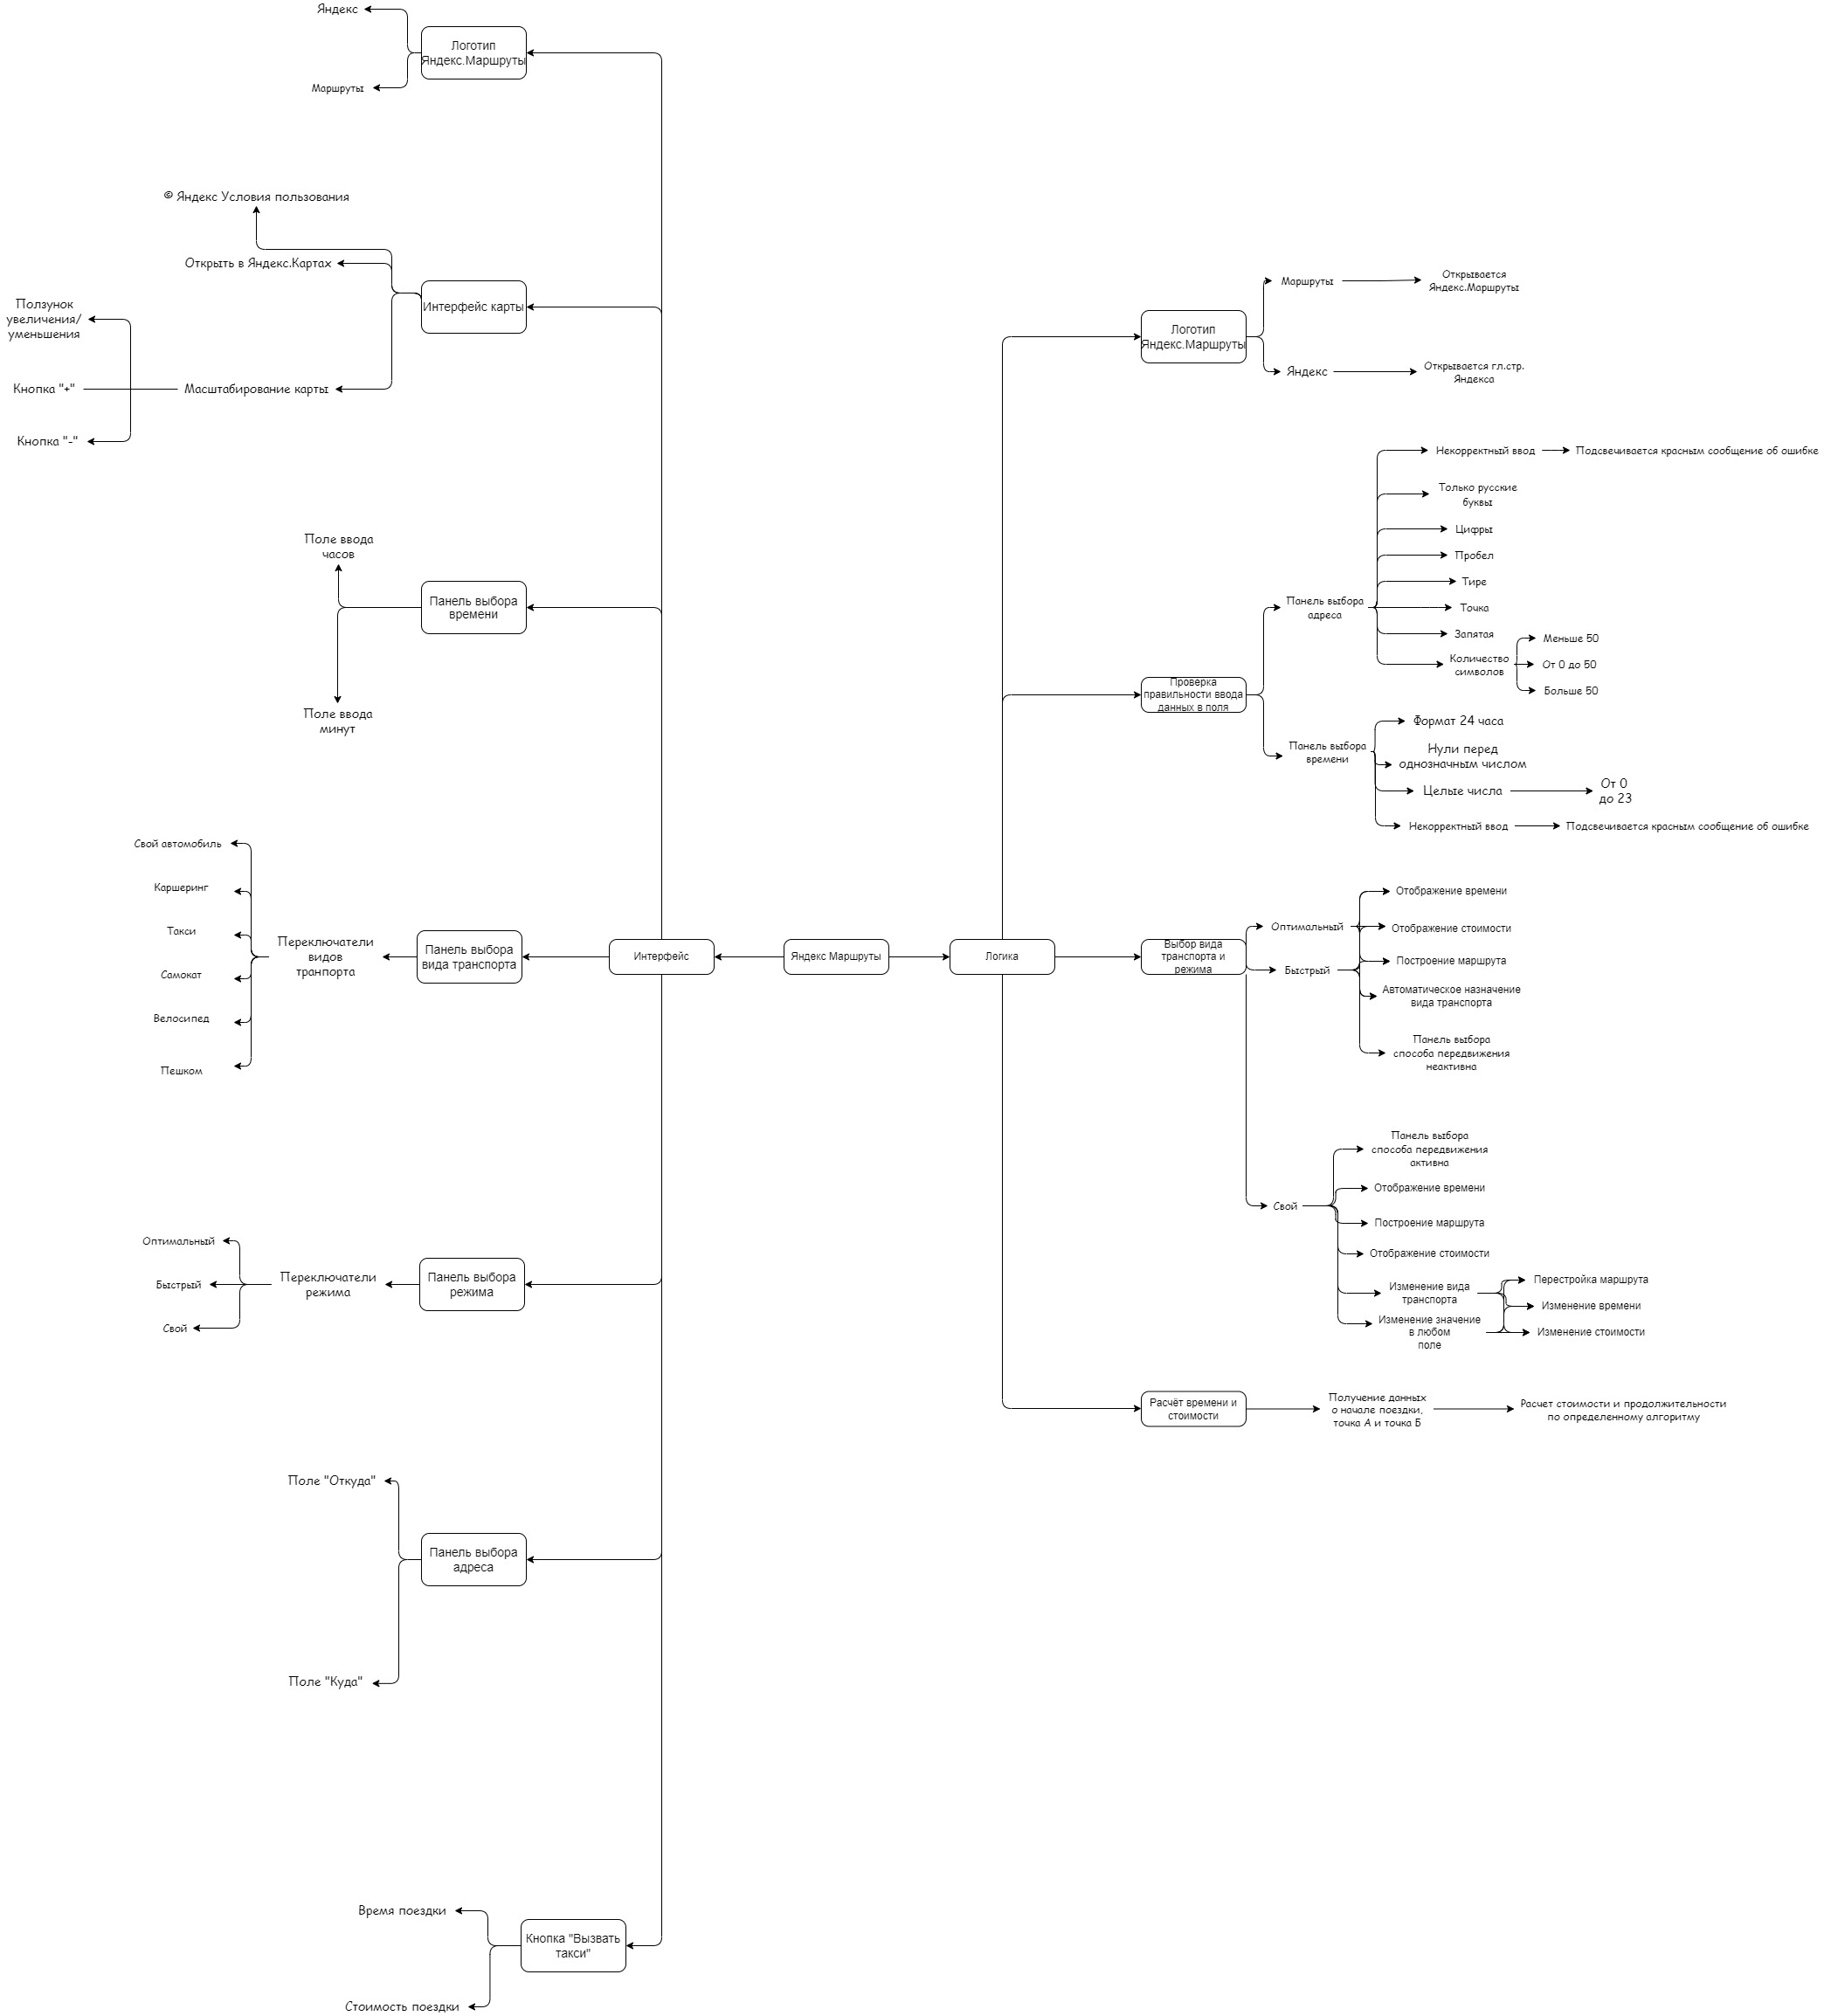 Яндекс
Логотип
Яндекс.Маршруты
Маршруты
© Яндекс Условия пользования
Открыть в Яндекс.Картах
Интерфейс карты
Ползунок
увеличения/
уменьшения
Кнопка "+"
Масштабирование карты
Кнопка "-"
Поле ввода
часов
Панель выбора
времени
Поле ввода
минут
Свой автомобиль
Каршеринг
Такси
Самокат
Велосипед
Пешком
Переключатели
видов
транпорта
Панель выбора
вида транспорта
Интерфейс
Яндекс Маршруты
Логика
Оптимальный
Быстрый
Свой
Переключатели
режима
Панель выбора
режима
Поле "Откуда"
Панель выбора
адреса
Поле "Куда"
Время поездки
Кнопка "Вызвать
такси"
Стоимость поездки
Логотип
Яндекс.Маршруты
Маршруты
Открывается
Яндекс.Маршруты
Яндекс
Открывается гл.стр.
Яндекса
Проверка
правильности ввода
данных в поля
Панель выбора
адреса
Некорректный ввод
Подсвечивается красным сообщение об ошибке
Только русские
буквы
Цифры
Пробел
Тире
Точка
Запятая
Количество
символов
Меньше 50
От 0 до 50
Больше 50
Панель выбора
времени
Формат 24 часа
Нули перед
однозначным числом
Целые числа
От 0
до 23
Некорректный ввод
Подсвечивается красным сообщение об ошибке
Выбор вида
транспорта и
режима
Оптимальный
Быстрый
Отображение времени
Отображение стоимости
Построение маршрута
Автоматическое назначение
вида транспорта
Панель выбора
способа передвижения
неактивна
Свой
Панель выбора
способа передвижения
активна
Отображение времени
Построение маршрута
Отображение стоимости
Изменение вида
транспорта
Изменение значение
в любом
поле
Перестройка маршрута
Изменение времени
Изменение стоимости
Расчёт времени и
стоимости
Получение данных
о начале поездки,
точка А и точка Б
Расчет стоимости и продолжительности
по определенному алгоритму